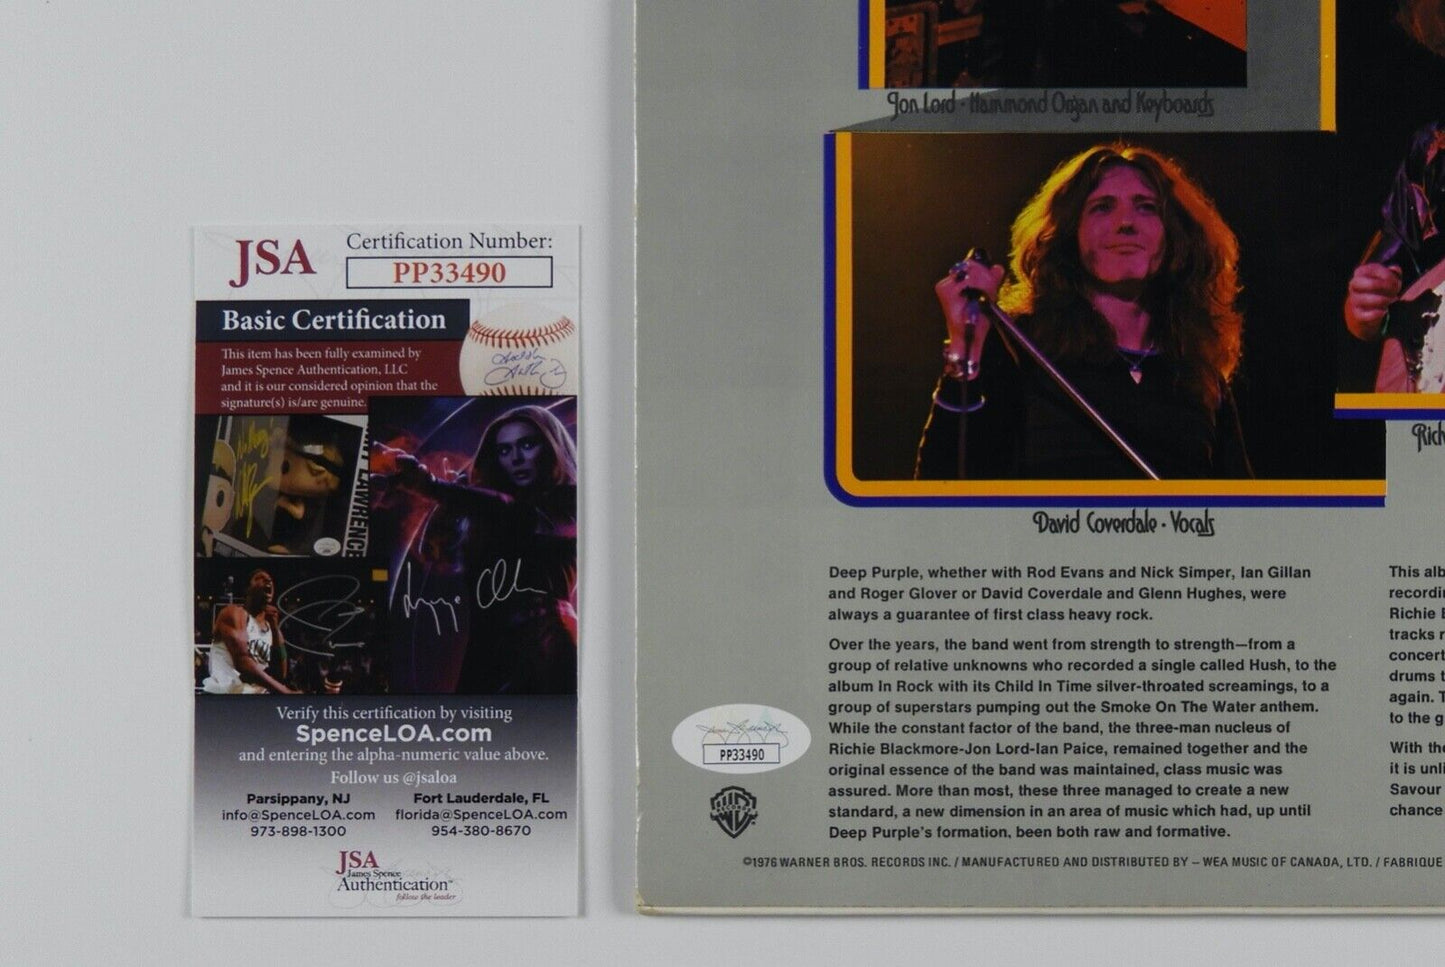 JSA
Certification Number:
PP33490
Basic Certification
This item has been fully examined by
James Spence Authentication, LLC
and it is our considered opinion that the
signature(s) is/are genuine.
LAWRENC
Verify this certification by visiting
SpenceLOA.com
and entering the alpha-numeric value above.
Follow us @jsaloa
Parsippany, NJ
info@SpenceLOA.com
973-898-1300
Fort Lauderdale, FL
florida@SpenceLOA.com
954-380-8670
JSA
James Spence
Authentication™
follow the leader
Jon Lord · Hammond Organ and Keyboards
David Coverdale · Vocals
Rich
Deep Purple, whether with Rod Evans and Nick Simper, Ian Gillan
and Roger Glover or David Coverdale and Glenn Hughes, were
always a guarantee of first class heavy rock.
Over the years, the band went from strength to strength—from a
group of relative unknowns who recorded a single called Hush, to the
album In Rock with its Child In Time silver-throated screamings, to a
group of superstars pumping out the Smoke On The Water anthem.
While the constant factor of the band, the three-man nucleus of
Richie Blackmore-Jon Lord-Ian Paice, remained together and the
original essence of the band was maintained, class music was
assured. More than most, these three managed to create a new
standard, a new dimension in an area of music which had, up until
Deep Purple's formation, been both raw and formative.
This alb
recordin
Richie B
tracks r
concert
drums t
again. T
to the g
With the
it is unli
Savour
chance
PP33490
WB
RECORDS
©1976 WARNER BROS. RECORDS INC. / MANUFACTURED AND DISTRIBUTED BY – WEA MUSIC OF CANADA, LTD. / FABRIQUE